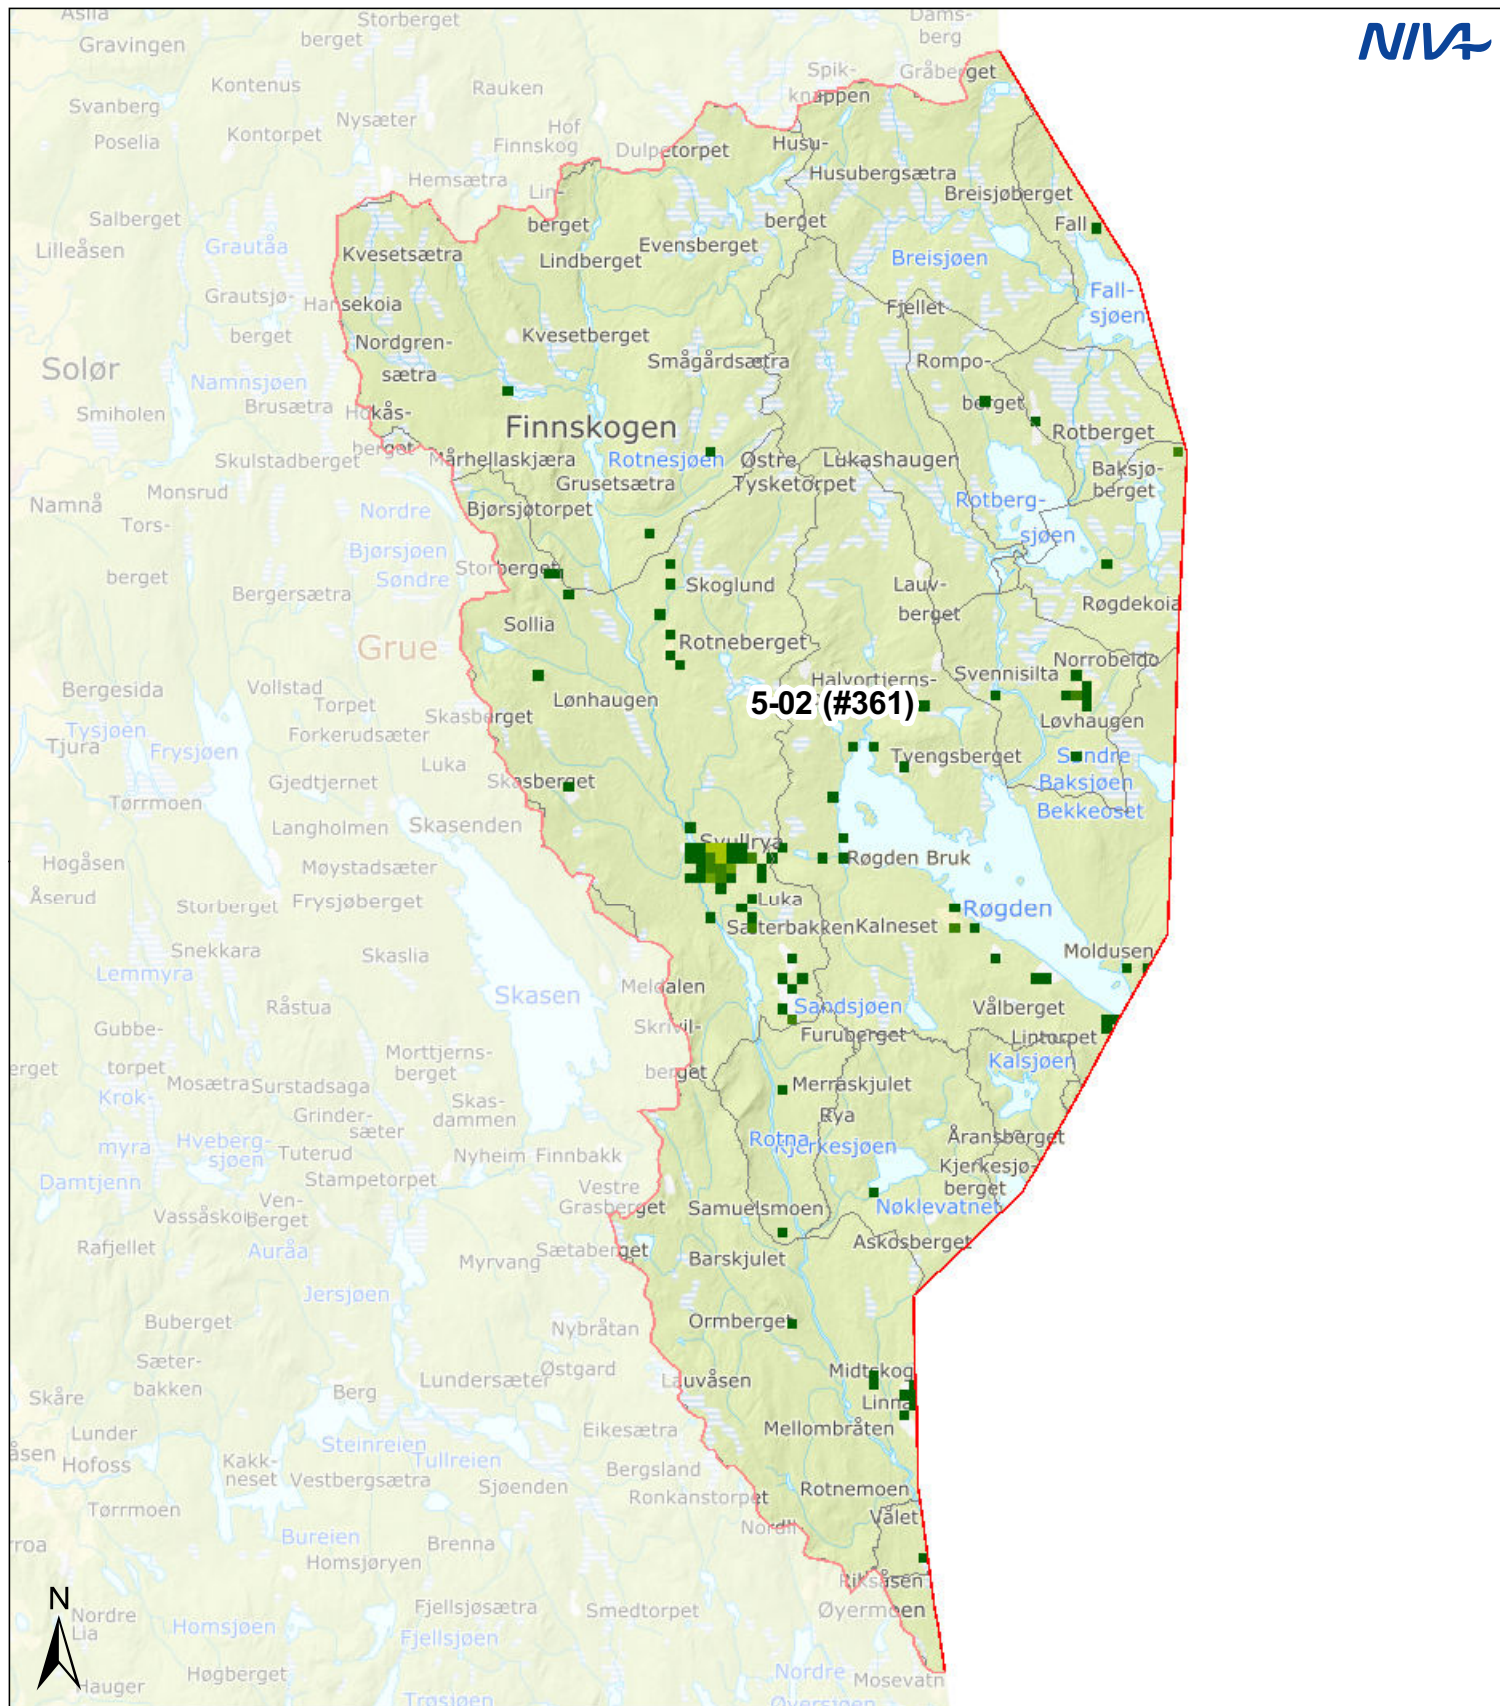 Aslia
Storberget
Dams-
berg
NIVA
Gravingen
berget
Spik-
knappen
Gråberget
Kontenus
Rauken
Svanberg
Nysæter
Poselia
Kontorpet
Hof
Finnskog
Dulpetorpet
Husu-
berget
Husubergsætra
Hemsætra
Lin-
berget
Breisjøberget
Salberget
Fall
Lilleåsen
Grautåa
Kvesetsætra
Lindberget
Evensberget
Breisjøen
Grautsjø-
berget
Hansekoia
Fall-
sjøen
Fjellet
Nordgren-
sætra
Kvesetberget
Smågårdsætra
Rompo-
berget
Solør
Namnsjøen
Smiholen
Brusætra
Hokås-
berget
Finnskogen
Rotberget
Skulstadberget
Mårhellaskjæra
Rotnesjøen
Østre
Tysketorpet
Lukashaugen
Baksjø-
berget
Grusetsætra
Namnå
Monsrud
Tors-
berget
Nordre
Bjørsjøen
Bjørsjøtorpet
Rotberg-
sjøen
Søndre
Storberget
Bergersætra
Skoglund
Lauv-
berget
Røgdekoia
Sollia
Grue
Rotneberget
Norrobeldo
Svennisilta
Halvortjerns-
Bergesida
Vollstad
Torpet
Lønhaugen
5-02 (#361)
Løvhaugen
Skasberget
Tysjøen
Tjura
Frysjøen
Forkerudsæter
Luka
Tvengsberget
Søndre
Baksjøen
Gjedtjernet
Skasberget
Tørrmoen
Bekkeoset
Langholmen
Skasenden
Svullrya
Høgåsen
Møystadsæter
Røgden Bruk
Åserud
Storberget
Frysjøberget
Luka
Røgden
Snekkara
Skaslia
Sæterbakken
Kalneset
Lemmyra
Moldusen
Skasen
Meldalen
Råstua
Sandsjøen
Vålberget
Gubbe-
torpet
Skrivil-
berget
Furuberget
Lintorpet
erget
Mosætra
Surstadsaga
Morttjerns-
berget
Kalsjøen
Krok-
myra
Grinder-
sæter
Skas-
dammen
Merraskjulet
Rya
Hveberg-
sjøen
Tuterud
Nyheim
Finnbakk
Rotna
Kjerkesjøen
Åransberget
Damtjenn
Stampetorpet
Vestre
Grasberget
Kjerkesjø-
berget
Vassåskoia
Ven-
berget
Samuelsmoen
Nøklevatnet
Rafjellet
Auråa
Myrvang
Sætaberget
Barskjulet
Askosberget
Jersjøen
Buberget
Nybråtan
Ormberget
Sæter-
bakken
Østgard
Lundersæter
Lauvåsen
Midtskog
Skåre
Berg
Linna
Lunder
Steinreien
Eikesætra
Mellombråten
åsen
Hofoss
Kakk-
neset
Tullreien
Vestbergsætra
Sjøenden
Bergsland
Ronkanstorpet
Rotnemoen
Tørrmoen
Nordli
Vålet
Bureien
Brenna
roa
Homsjøryen
Riksåsen
N
Nordre
Lia
Homsjøen
Fjellsjøsætra
Fjellsjøen
Smedtorpet
Øyermoen
Høgberget
Nordre
Øyersjøen
Mosevatn
Hauger
Trosjøen